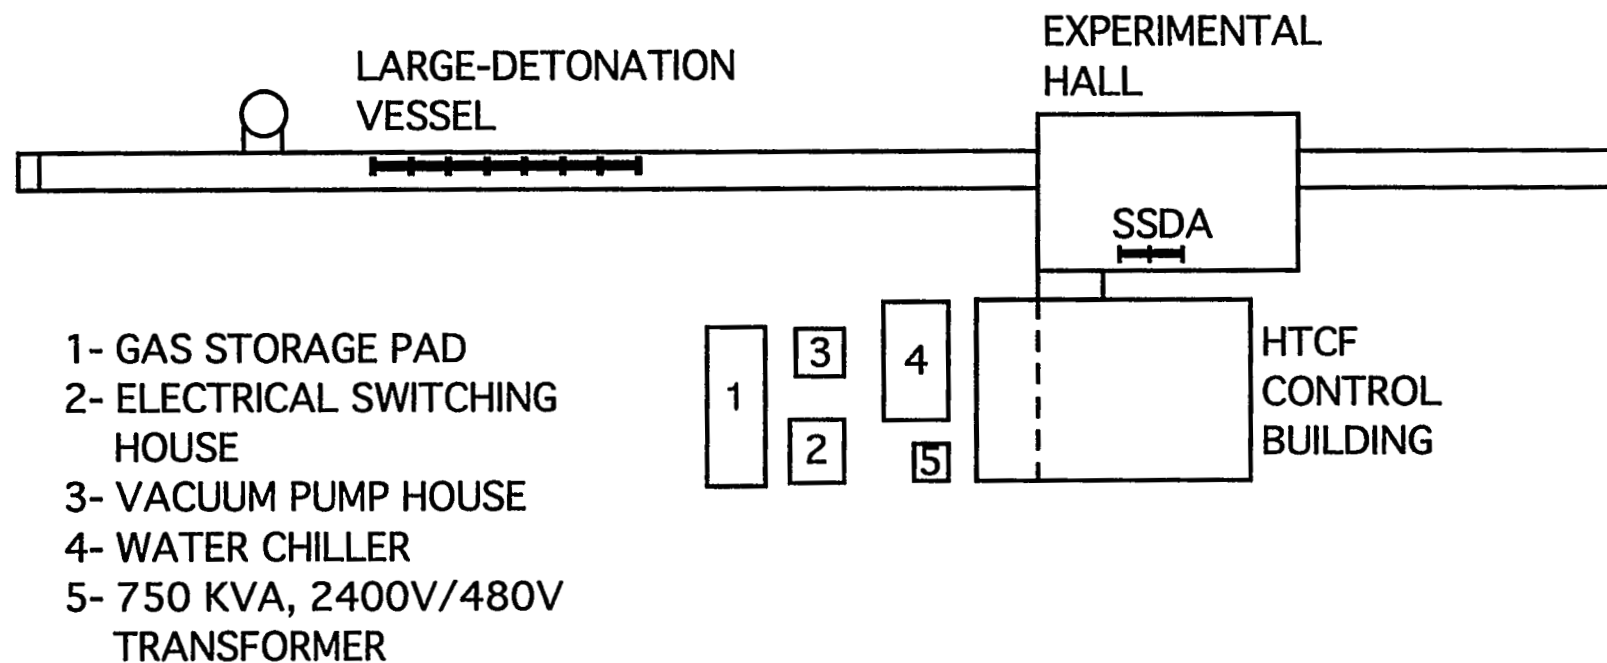 EXPERIMENTAL
HALL
LARGE-DETONATION
VESSEL
SSDA
1- GAS STORAGE PAD
2- ELECTRICAL SWITCHING
HOUSE
3- VACUUM PUMP HOUSE
4- WATER CHILLER
5- 750 KVA, 2400V/480V
TRANSFORMER
1
3
2
4
5
HTCF
CONTROL
BUILDING